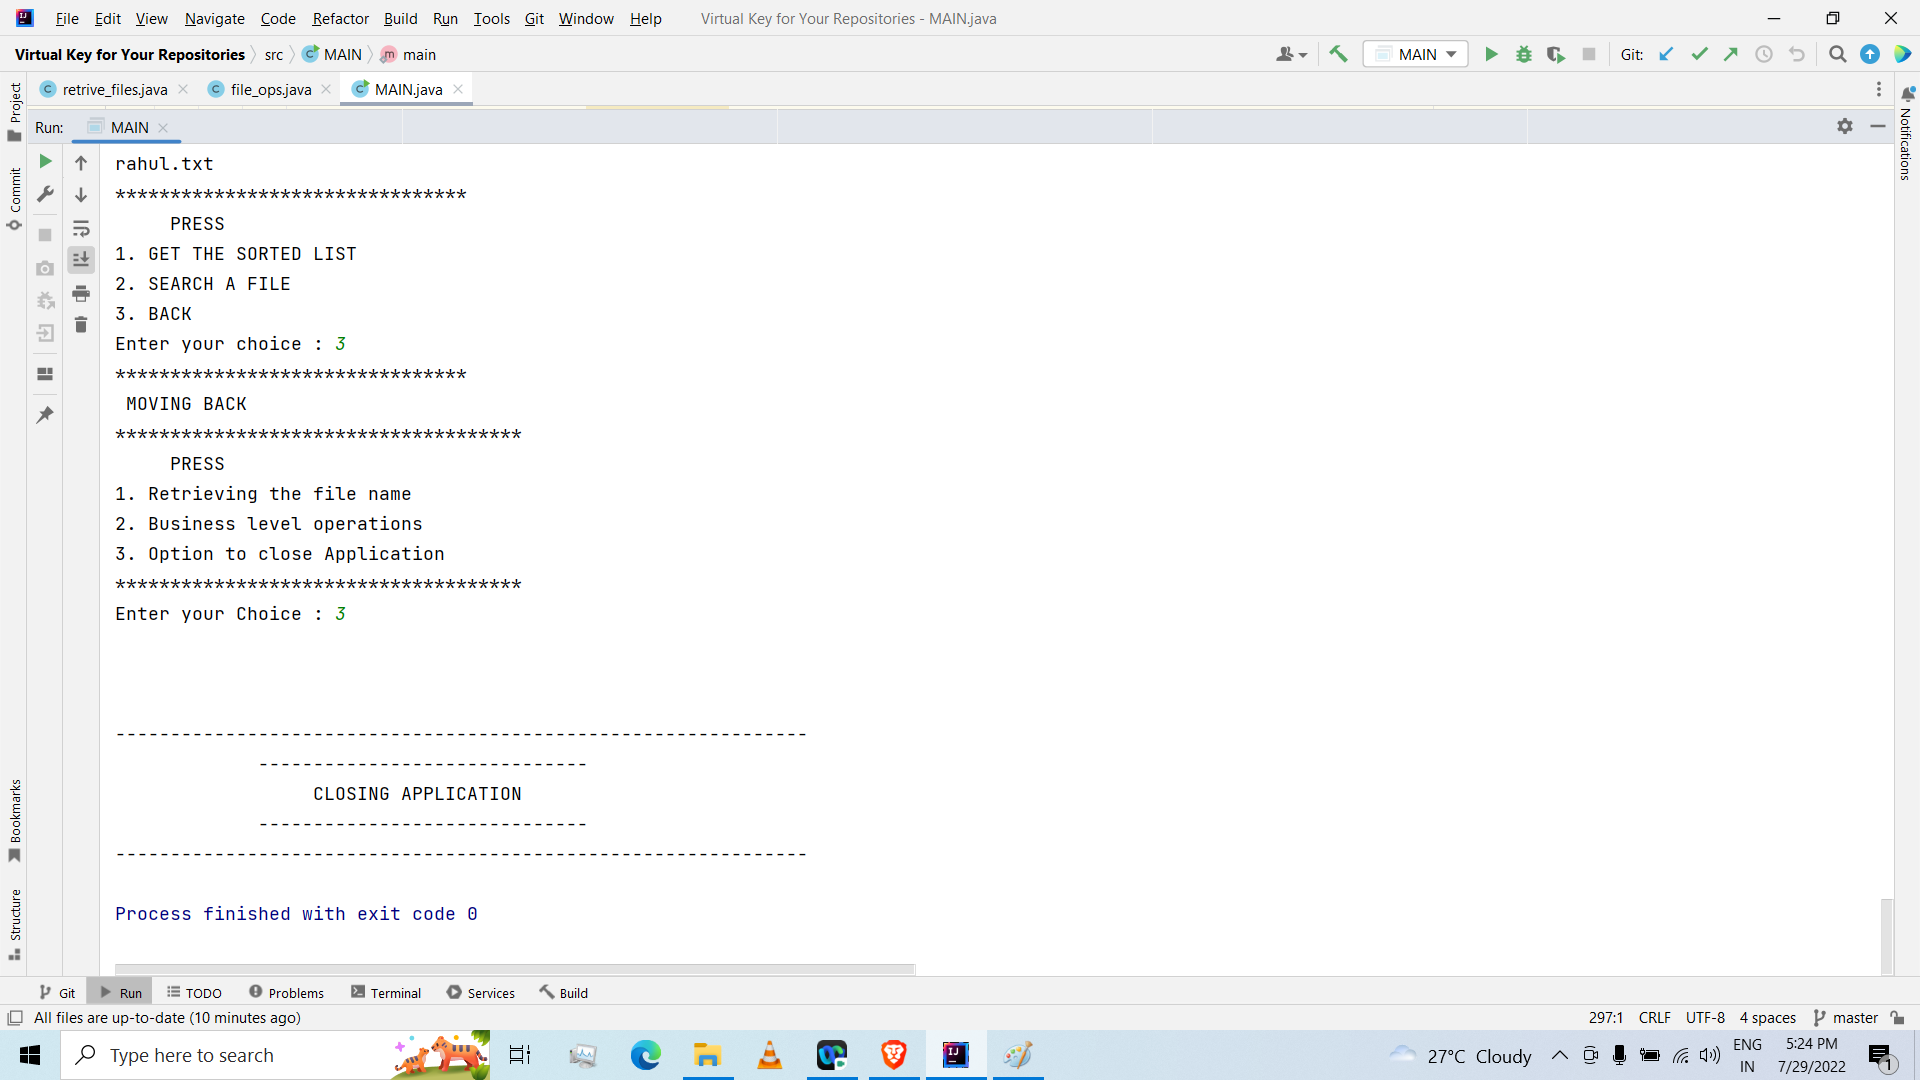 File Edit View Navigate Code Refactor Build Run Tools Git Window Help Virtual Key for Your Repositories - MAIN.java
Virtual Key for Your Repositories src MAIN main MAIN Git:
retrive_files.java file_ops.java MAIN.java
Run: MAIN
Project
Commit
Bookmarks
Structure
Notifications
rahul.txt
********************************
PRESS
1. GET THE SORTED LIST
2. SEARCH A FILE
3. BACK
Enter your choice : 3
********************************
MOVING BACK
*************************************
PRESS
1. Retrieving the file name
2. Business level operations
3. Option to close Application
*************************************
Enter your Choice : 3
---------------------------------------------------------------
------------------------------
CLOSING APPLICATION
------------------------------
---------------------------------------------------------------
Process finished with exit code 0
Git Run TODO Problems Terminal Services Build
All files are up-to-date (10 minutes ago) 297:1 CRLF UTF-8 4 spaces master
Type here to search 27°C Cloudy ENG IN 5:24 PM 7/29/2022 1